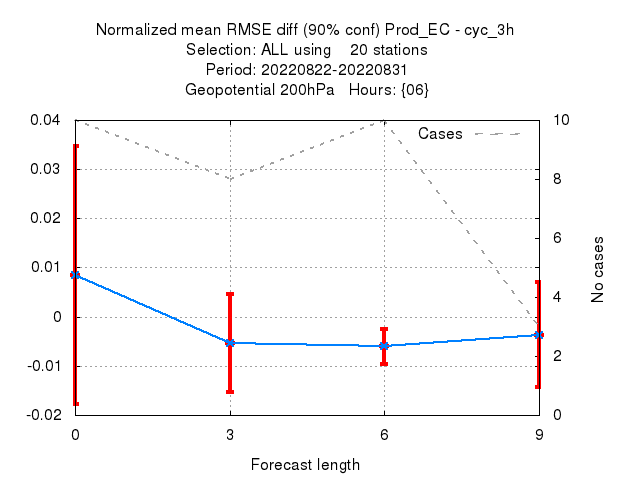 Normalized mean RMSE diff (90% conf) Prod_EC - cyc_3h
Selection: ALL using    20 stations
Period: 20220822-20220831
Geopotential 200hPa   Hours: {06}
Cases
0.04
0.03
0.02
0.01
0
-0.01
-0.02
10
8
6
4
2
0
No cases
0 3 6 9
Forecast length